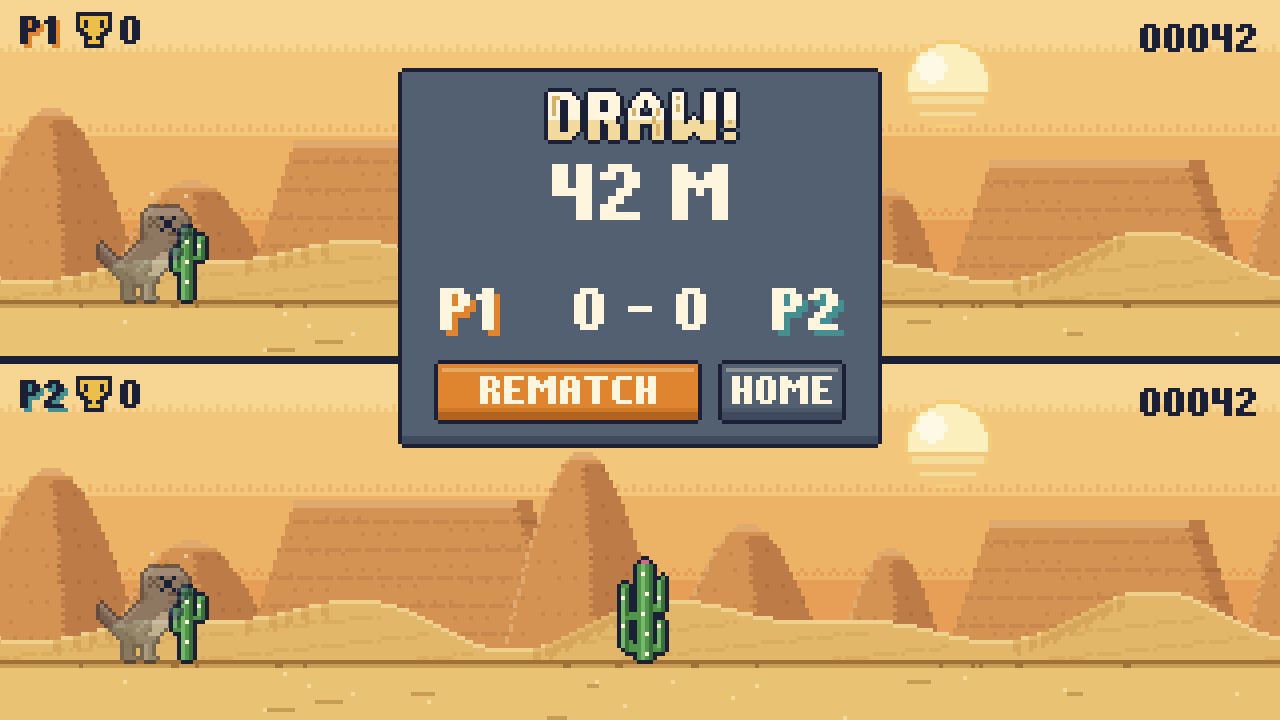 P1 0
00042
DRAW!
42 M
P1 0 - 0 P2
REMATCH HOME
P2 0
00042